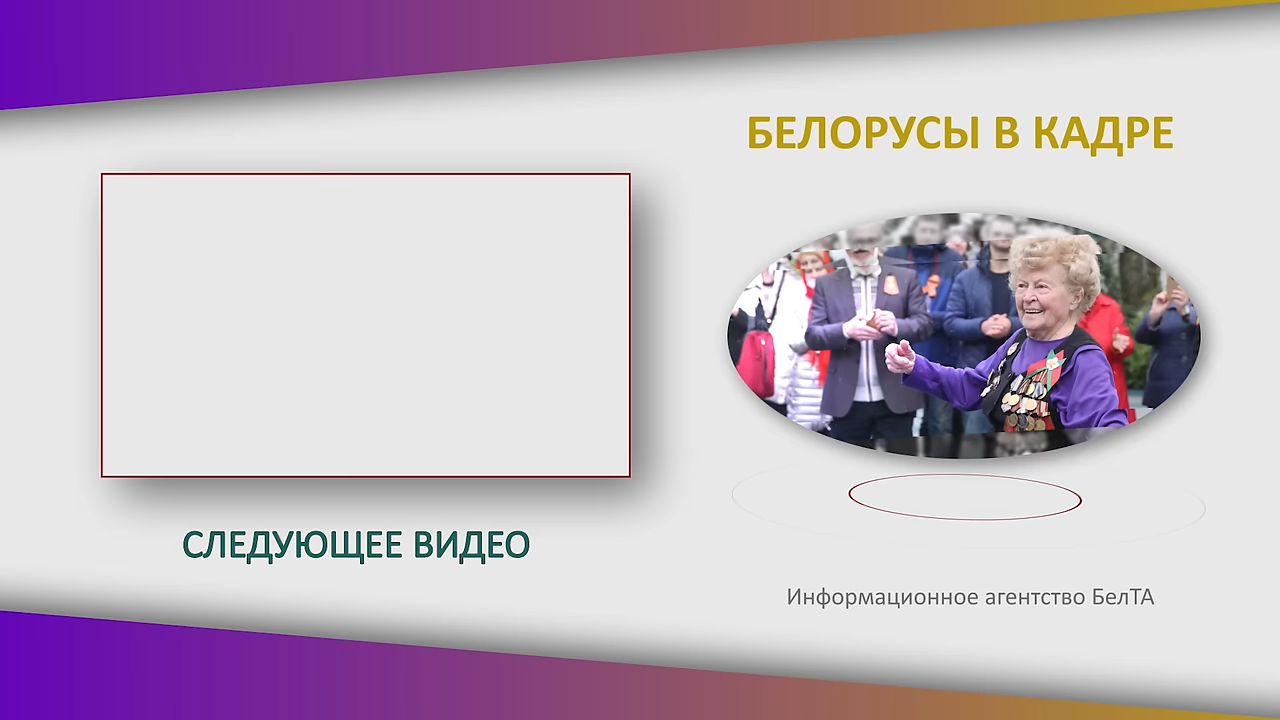 БЕЛОРУСЫ В КАДРЕ
СЛЕДУЮЩЕЕ ВИДЕО
Информационное агентство БелТА